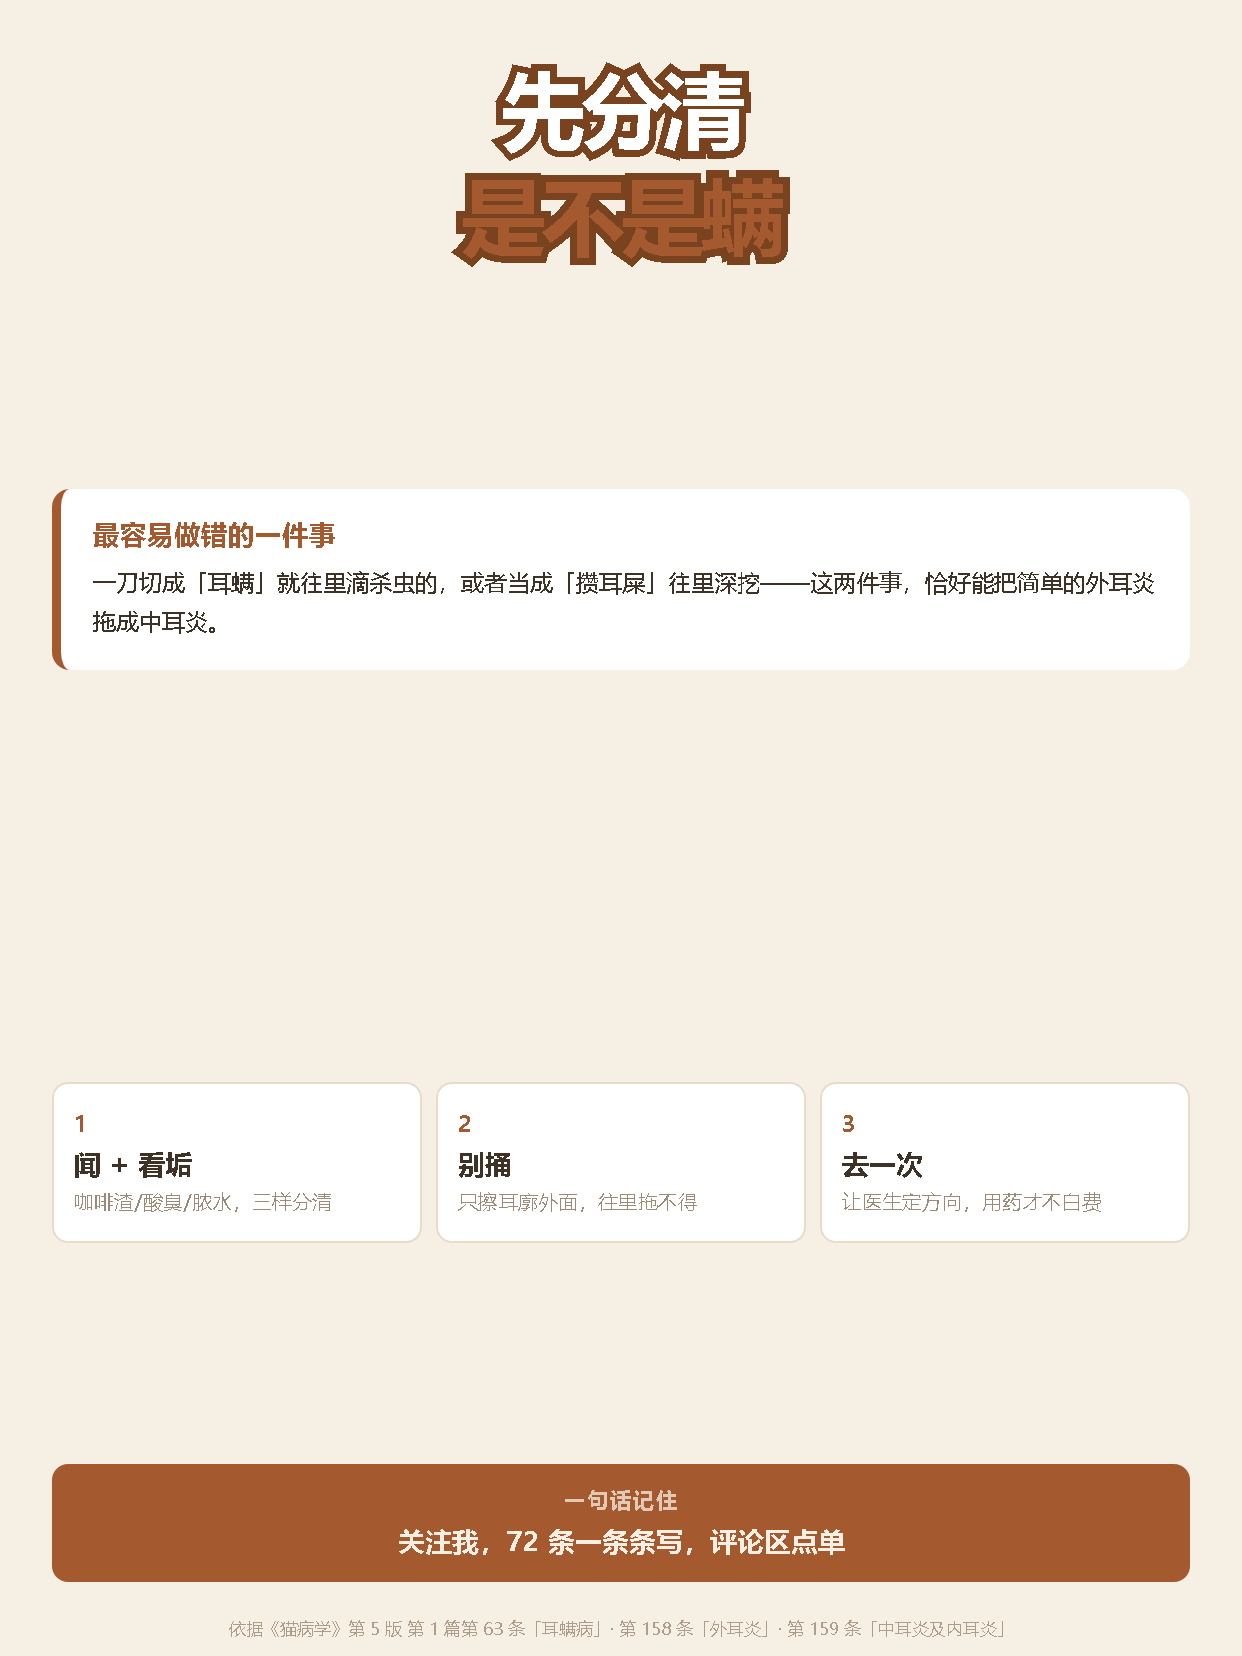 先分清
是不是螨
最容易做错的一件事
一刀切成「耳螨」就往里滴杀虫的，或者当成「攒耳屎」往里深挖——这两件事，恰好能把简单的外耳炎
拖成中耳炎。
1
闻 + 看垢
咖啡渣/酸臭/脓水，三样分清
2
别捅
只擦耳廓外面，往里拖不得
3
去一次
让医生定方向，用药才不白费
一句话记住
关注我，72 条一条条写，评论区点单
依据《猫病学》第 5 版 第 1 篇第 63 条「耳螨病」· 第 158 条「外耳炎」· 第 159 条「中耳炎及内耳炎」